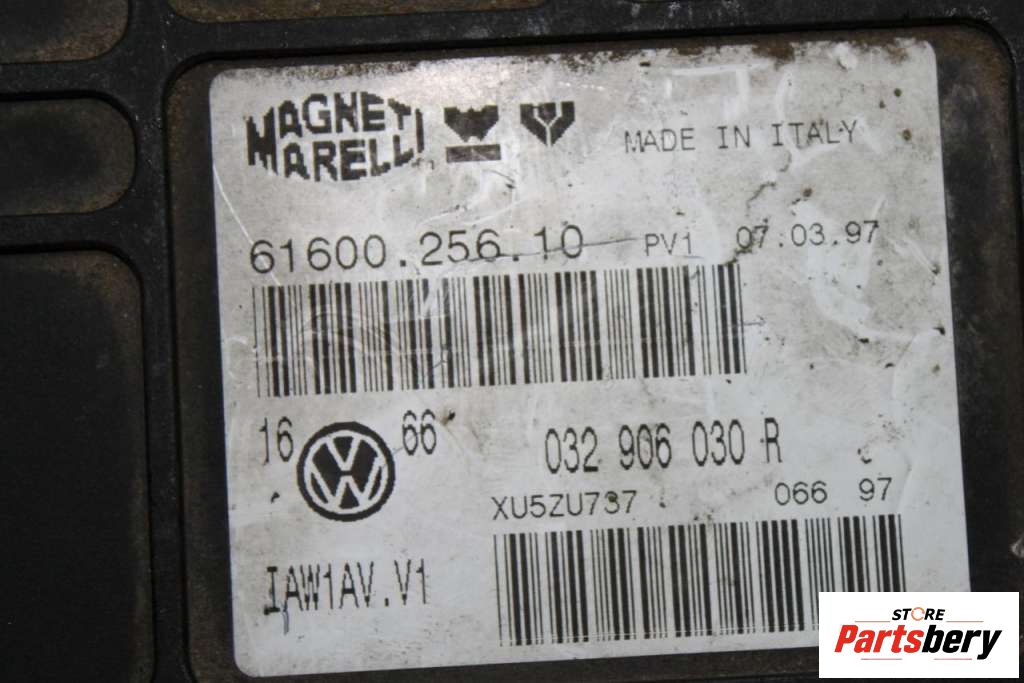 MAGNETI
MARELLI
MADE IN ITALY
61600.256.10 PV1 07.03.97
16 66
032 906 030 R
XU5ZU737 066 97
IAW1AV.V1
STORE
Partsbery